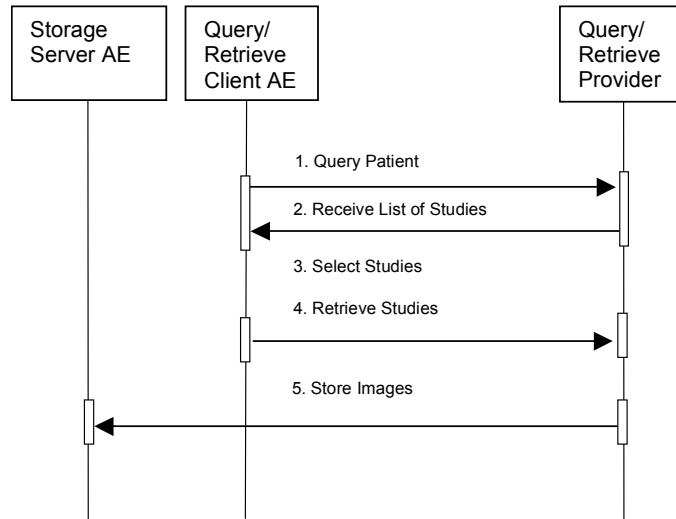 Storage
Server AE
Query/
Retrieve
Client AE
Query/
Retrieve
Provider
1. Query Patient
2. Receive List of Studies
3. Select Studies
4. Retrieve Studies
5. Store Images